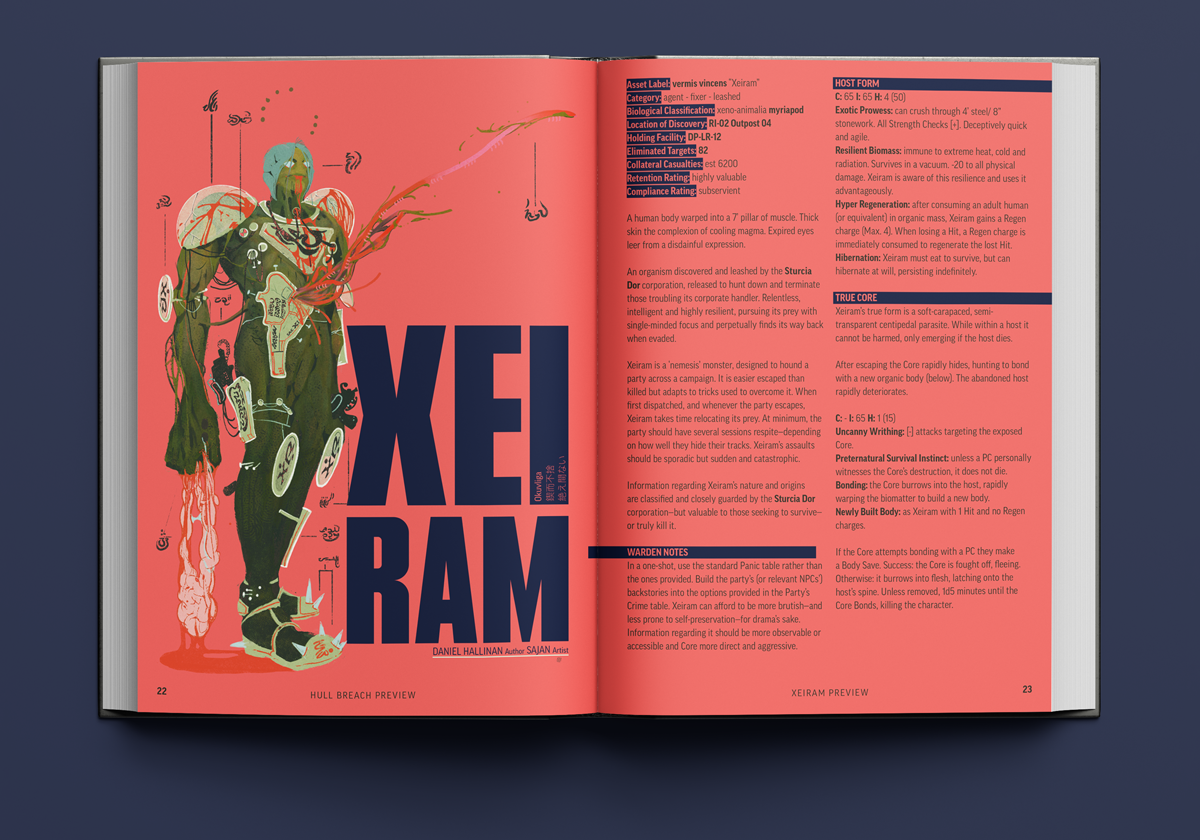 XEI
RAM
Okuvliga
喫而不捨
絶え間ない
DANIEL HALLINAN Author SAJAN Artist
22
HULL BREACH PREVIEW
Asset Label: vermis vincens "Xeiram"
Category: agent - fixer - leashed
Biological Classification: xeno-animalia myriapod
Location of Discovery: RI-02 Outpost 04
Holding Facility: DP-LR-12
Eliminated Targets: 82
Collateral Casualties: est 6200
Retention Rating: highly valuable
Compliance Rating: subservient
A human body warped into a 7' pillar of muscle. Thick
skin the complexion of cooling magma. Expired eyes
leer from a disdainful expression.
An organism discovered and leashed by the Sturcia
Dor corporation, released to hunt down and terminate
those troubling its corporate handler. Relentless,
intelligent and highly resilient, pursuing its prey with
single-minded focus and perpetually finds its way back
when evaded.
Xeiram is a 'nemesis' monster, designed to hound a
party across a campaign. It is easier escaped than
killed but adapts to tricks used to overcome it. When
first dispatched, and whenever the party escapes,
Xeiram takes time relocating its prey. At minimum, the
party should have several sessions respite—depending
on how well they hide their tracks. Xeiram's assaults
should be sporadic but sudden and catastrophic.
Information regarding Xeiram's nature and origins
are classified and closely guarded by the Sturcia Dor
corporation—but valuable to those seeking to survive—
or truly kill it.
WARDEN NOTES
In a one-shot, use the standard Panic table rather than
the ones provided. Build the party's (or relevant NPCs')
backstories into the options provided in the Party's
Crime table. Xeiram can afford to be more brutish—and
less prone to self-preservation—for drama's sake.
Information regarding it should be more observable or
accessible and Core more direct and aggressive.
HOST FORM
C: 65 I: 65 H: 4 (50)
Exotic Prowess: can crush through 4" steel/ 8"
stonework. All Strength Checks [+]. Deceptively quick
and agile.
Resilient Biomass: immune to extreme heat, cold and
radiation. Survives in a vacuum. -20 to all physical
damage. Xeiram is aware of this resilience and uses it
advantageously.
Hyper Regeneration: after consuming an adult human
(or equivalent) in organic mass, Xeiram gains a Regen
charge (Max. 4). When losing a Hit, a Regen charge is
immediately consumed to regenerate the lost Hit.
Hibernation: Xeiram must eat to survive, but can
hibernate at will, persisting indefinitely.
TRUE CORE
Xeiram's true form is a soft-carapaced, semi-
transparent centipedal parasite. While within a host it
cannot be harmed, only emerging if the host dies.
After escaping the Core rapidly hides, hunting to bond
with a new organic body (below). The abandoned host
rapidly deteriorates.
C: - I: 65 H: 1 (15)
Uncanny Writhing: [-] attacks targeting the exposed
Core.
Preternatural Survival Instinct: unless a PC personally
witnesses the Core's destruction, it does not die.
Bonding: the Core burrows into the host, rapidly
warping the biomatter to build a new body.
Newly Built Body: as Xeiram with 1 Hit and no Regen
charges.
If the Core attempts bonding with a PC they make
a Body Save. Success: the Core is fought off, fleeing.
Otherwise: it burrows into flesh, latching onto the
host's spine. Unless removed, 1d5 minutes until the
Core Bonds, killing the character.
XEIRAM PREVIEW
23